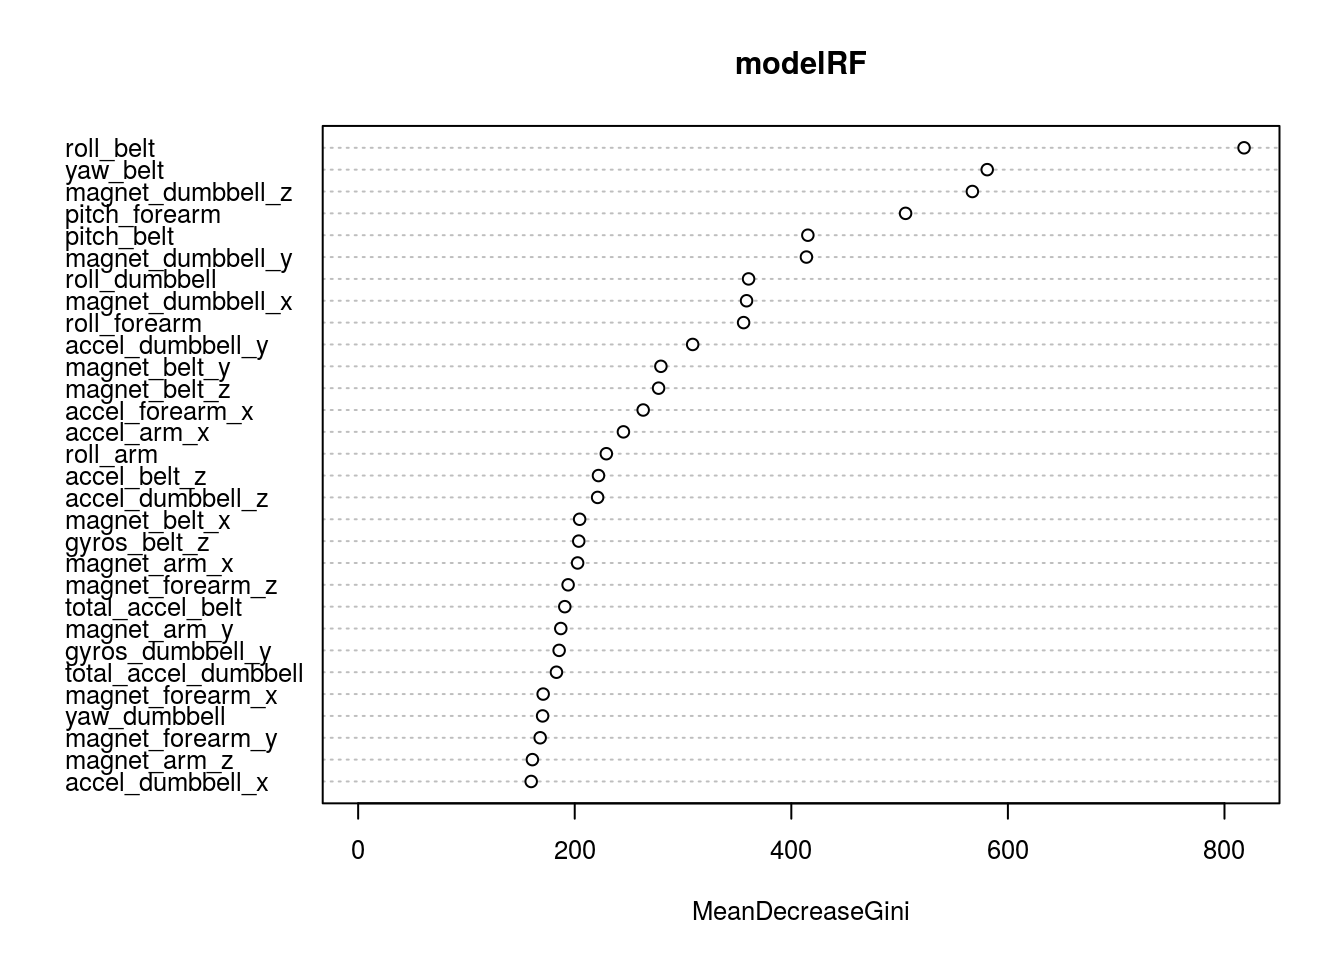 modelRF
roll_belt
yaw_belt
magnet_dumbbell_z
pitch_forearm
pitch_belt
magnet_dumbbell_y
roll_dumbbell
magnet_dumbbell_x
roll_forearm
accel_dumbbell_y
magnet_belt_y
magnet_belt_z
accel_forearm_x
accel_arm_x
roll_arm
accel_belt_z
accel_dumbbell_z
magnet_belt_x
gyros_belt_z
magnet_arm_x
magnet_forearm_z
total_accel_belt
magnet_arm_y
gyros_dumbbell_y
total_accel_dumbbell
magnet_forearm_x
yaw_dumbbell
magnet_forearm_y
magnet_arm_z
accel_dumbbell_x
0 200 400 600 800
MeanDecreaseGini